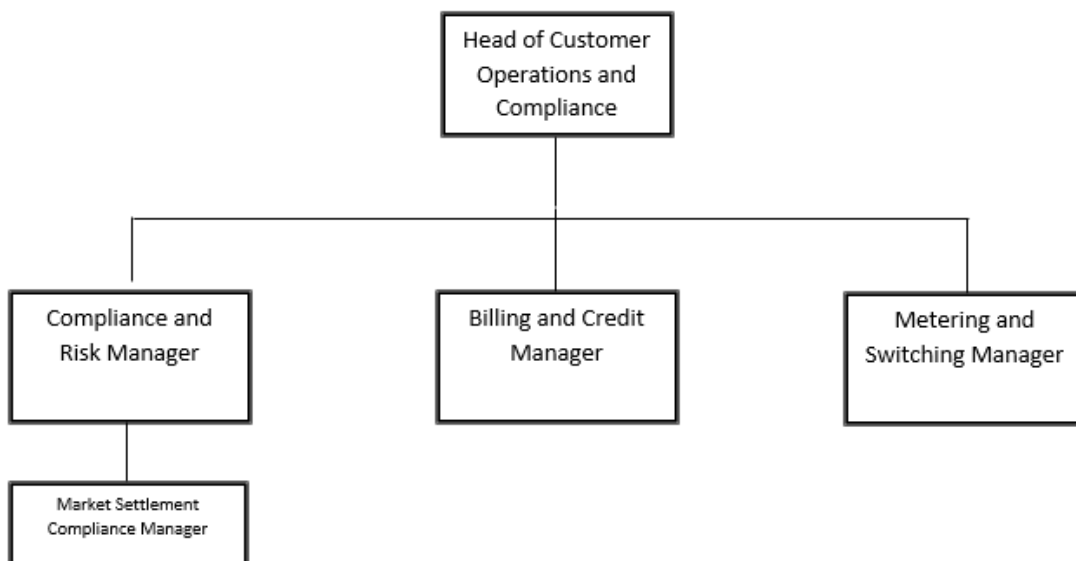 Head of Customer
Operations and
Compliance
Compliance and
Risk Manager
Billing and Credit
Manager
Metering and
Switching Manager
Market Settlement
Compliance Manager